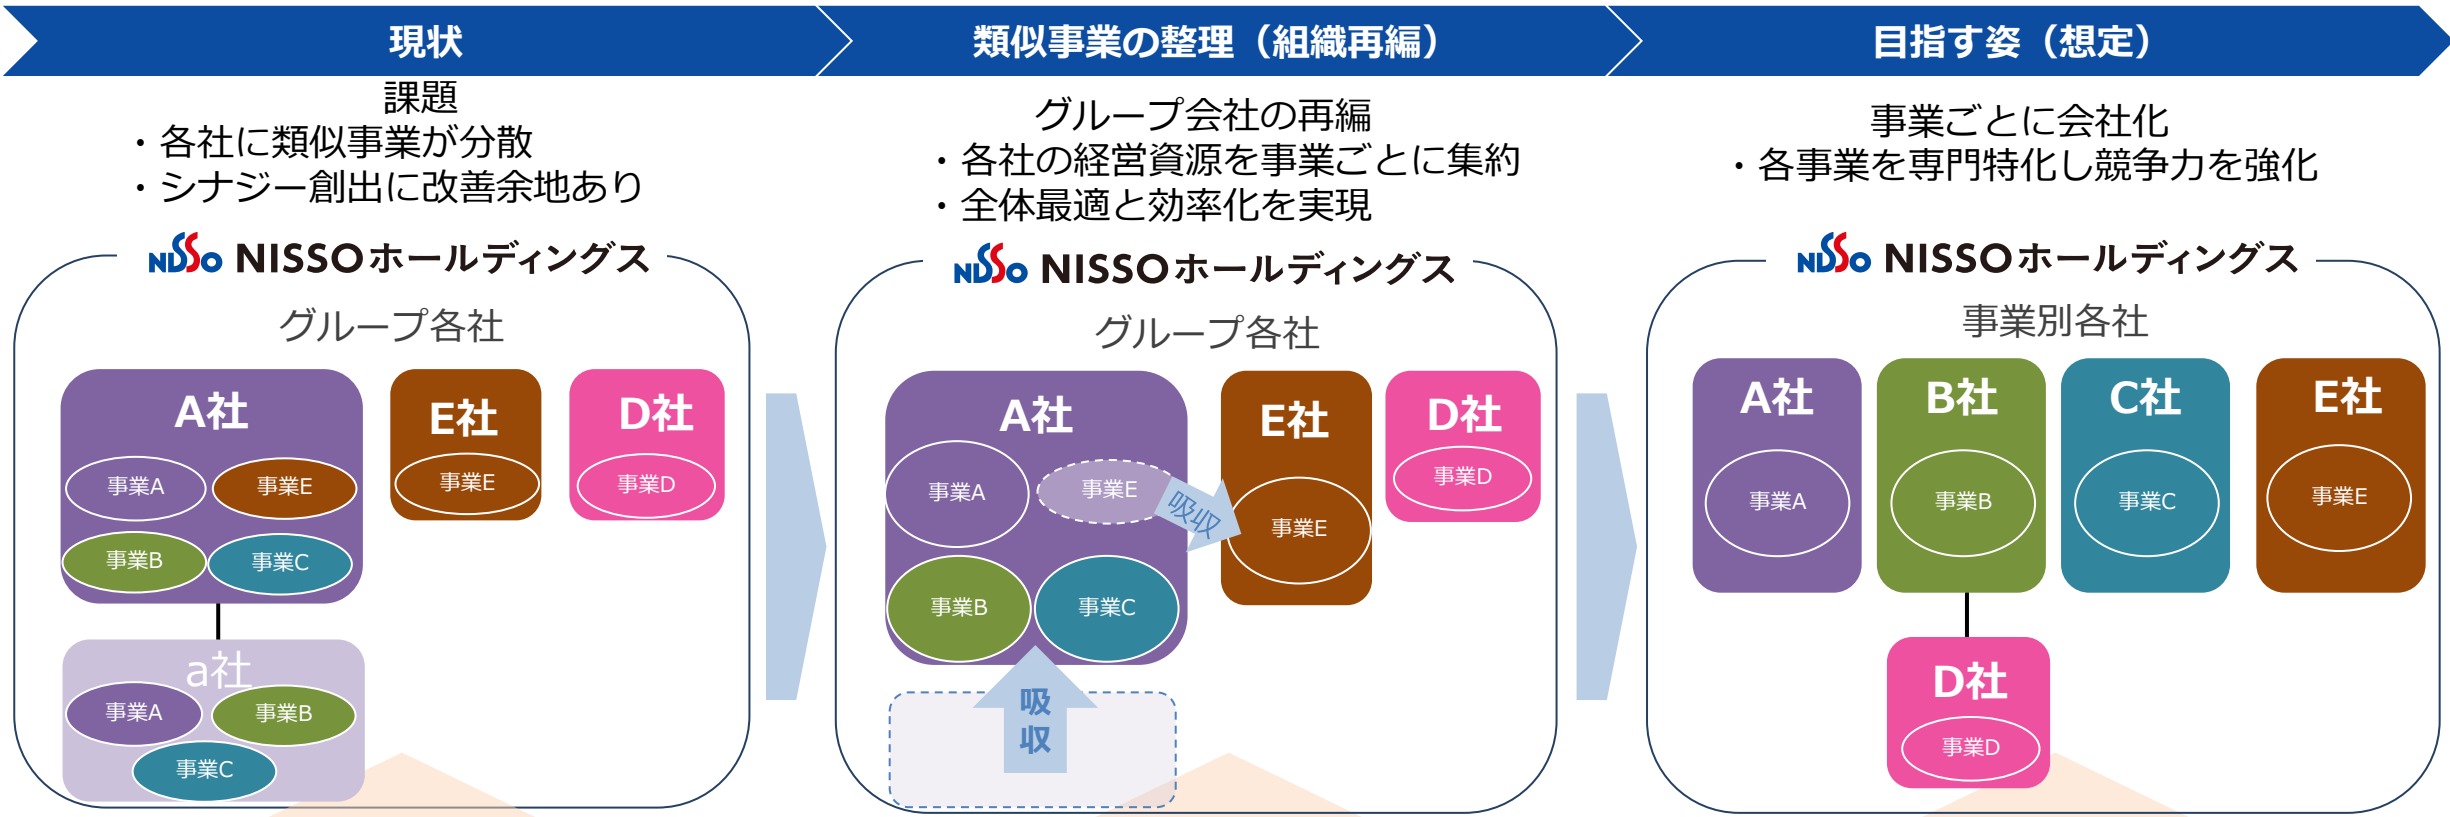 現状
課題
・各社に類似事業が分散
・シナジー創出に改善余地あり
NISSO NISSOホールディングス
グループ各社
A社
事業A
事業E
事業B
事業C
E社
事業E
D社
事業D
a社
事業A
事業B
事業C
類似事業の整理（組織再編）
グループ会社の再編
・各社の経営資源を事業ごとに集約
・全体最適と効率化を実現
NISSO NISSOホールディングス
グループ各社
A社
事業A
事業E
吸収
事業B
事業C
E社
事業E
D社
事業D
吸
収
目指す姿（想定）
事業ごとに会社化
・各事業を専門特化し競争力を強化
NISSO NISSOホールディングス
事業別各社
A社
事業A
B社
事業B
C社
事業C
E社
事業E
D社
事業D